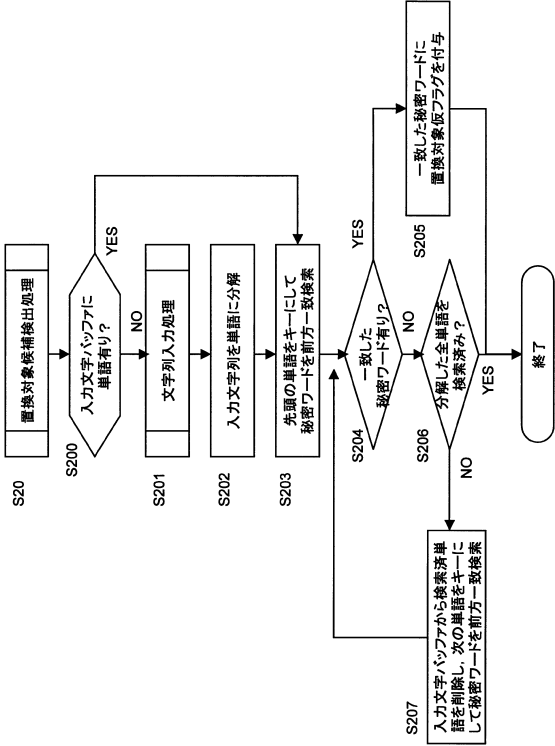 S20
置換対象候補検出処理
S200
入力文字バッファに
単語有り？
YES
NO
S201
文字列入力処理
S202
入力文字列を単語に分解
S203
先頭の単語をキーにして
秘密ワードを前方一致検索
S204
一致した
秘密ワード有り？
YES
NO
S205
一致した秘密ワードに
置換対象仮フラグを付与
S206
分解した全単語を
検索済み？
NO
YES
S207
入力文字バッファから検索済単
語を削除し、次の単語をキーに
して秘密ワードを前方一致検索
終了